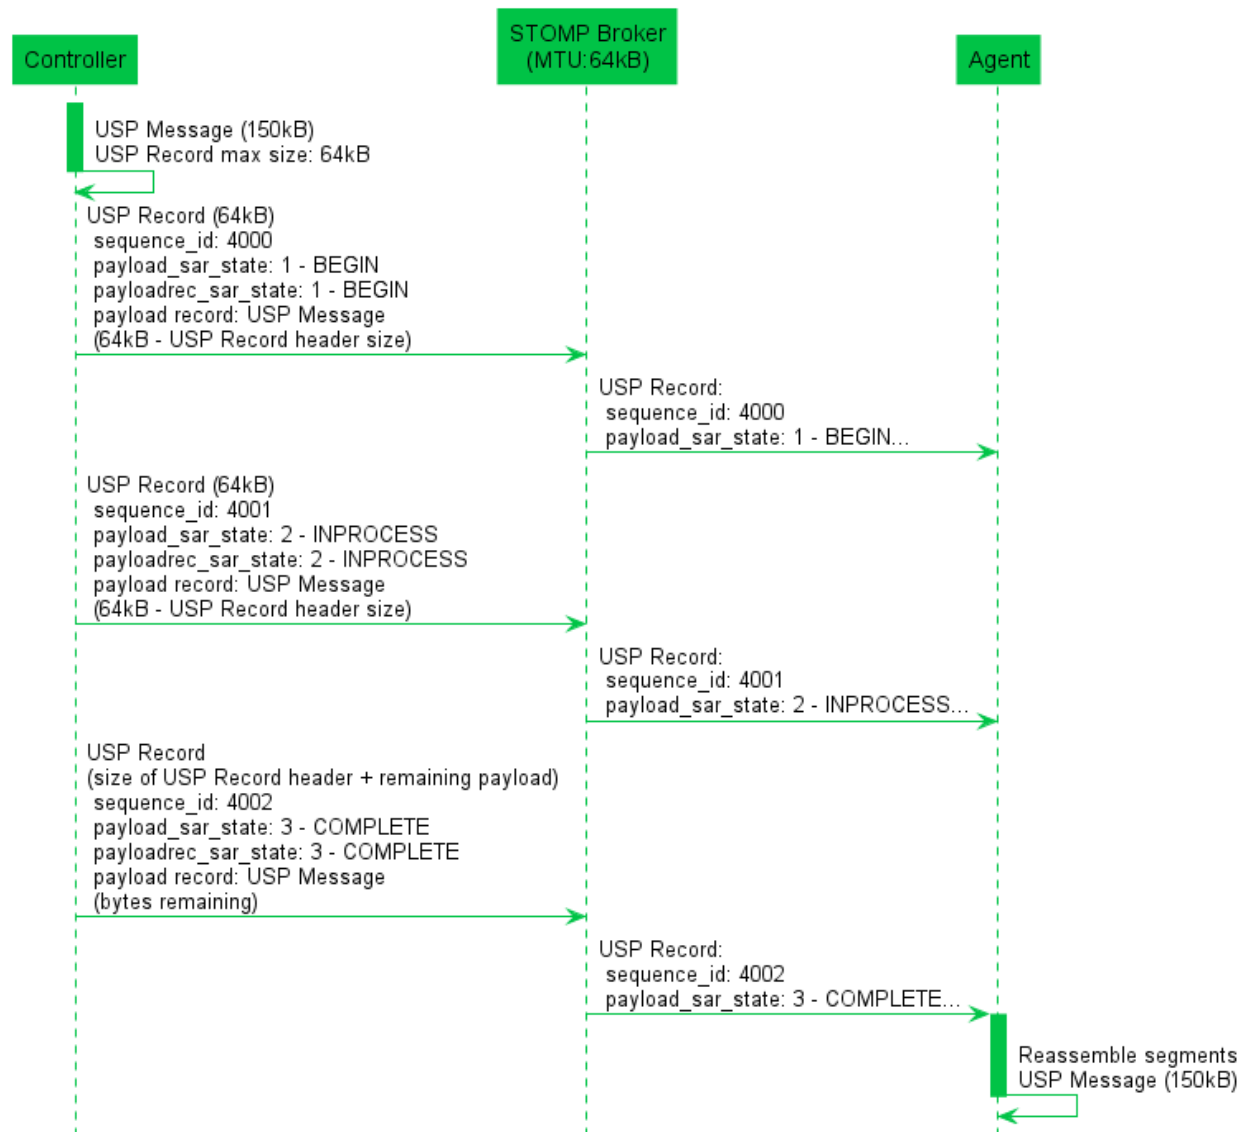 Controller
STOMP Broker
(MTU:64kB)
Agent
USP Message (150kB)
USP Record max size: 64kB
USP Record (64kB)
sequence_id: 4000
payload_sar_state: 1 - BEGIN
payloadrec_sar_state: 1 - BEGIN
payload record: USP Message
(64kB - USP Record header size)
USP Record:
sequence_id: 4000
payload_sar_state: 1 - BEGIN...
USP Record (64kB)
sequence_id: 4001
payload_sar_state: 2 - INPROCESS
payloadrec_sar_state: 2 - INPROCESS
payload record: USP Message
(64kB - USP Record header size)
USP Record:
sequence_id: 4001
payload_sar_state: 2 - INPROCESS...
USP Record
(size of USP Record header + remaining payload)
sequence_id: 4002
payload_sar_state: 3 - COMPLETE
payloadrec_sar_state: 3 - COMPLETE
payload record: USP Message
(bytes remaining)
USP Record:
sequence_id: 4002
payload_sar_state: 3 - COMPLETE...
Reassemble segments
USP Message (150kB)